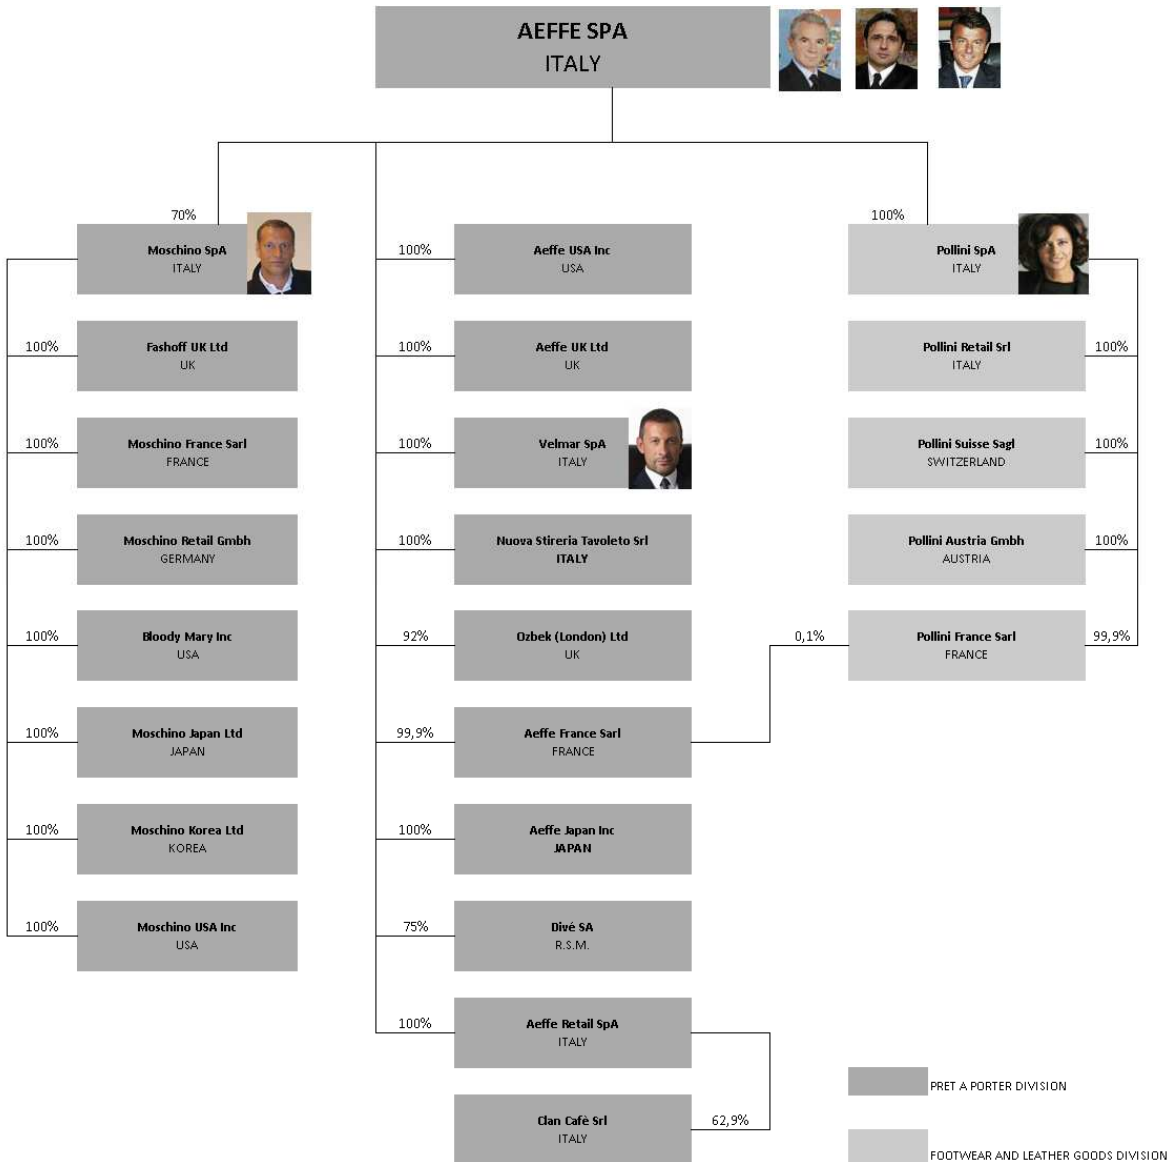 AEFFE SPA
ITALY
70%
Moschino SpA
ITALY
100%
Fashoff UK Ltd
UK
100%
Moschino France Sarl
FRANCE
100%
Moschino Retail Gmbh
GERMANY
100%
Bloody Mary Inc
USA
100%
Moschino Japan Ltd
JAPAN
100%
Moschino Korea Ltd
KOREA
100%
Moschino USA Inc
USA
100%
Aeffe USA Inc
USA
100%
Aeffe UK Ltd
UK
100%
Velmar SpA
ITALY
100%
Nuova Stireria Tavoleto Srl
ITALY
92%
Ozbek (London) Ltd
UK
99,9%
Aeffe France Sarl
FRANCE
100%
Aeffe Japan Inc
JAPAN
75%
Divé SA
R.S.M.
100%
Aeffe Retail SpA
ITALY
Clan Cafè Srl
ITALY
62,9%
100%
Pollini SpA
ITALY
Pollini Retail Srl
ITALY
100%
Pollini Suisse Sagl
SWITZERLAND
100%
Pollini Austria Gmbh
AUSTRIA
100%
0,1%
Pollini France Sarl
FRANCE
99,9%
PRET A PORTER DIVISION
FOOTWEAR AND LEATHER GOODS DIVISION